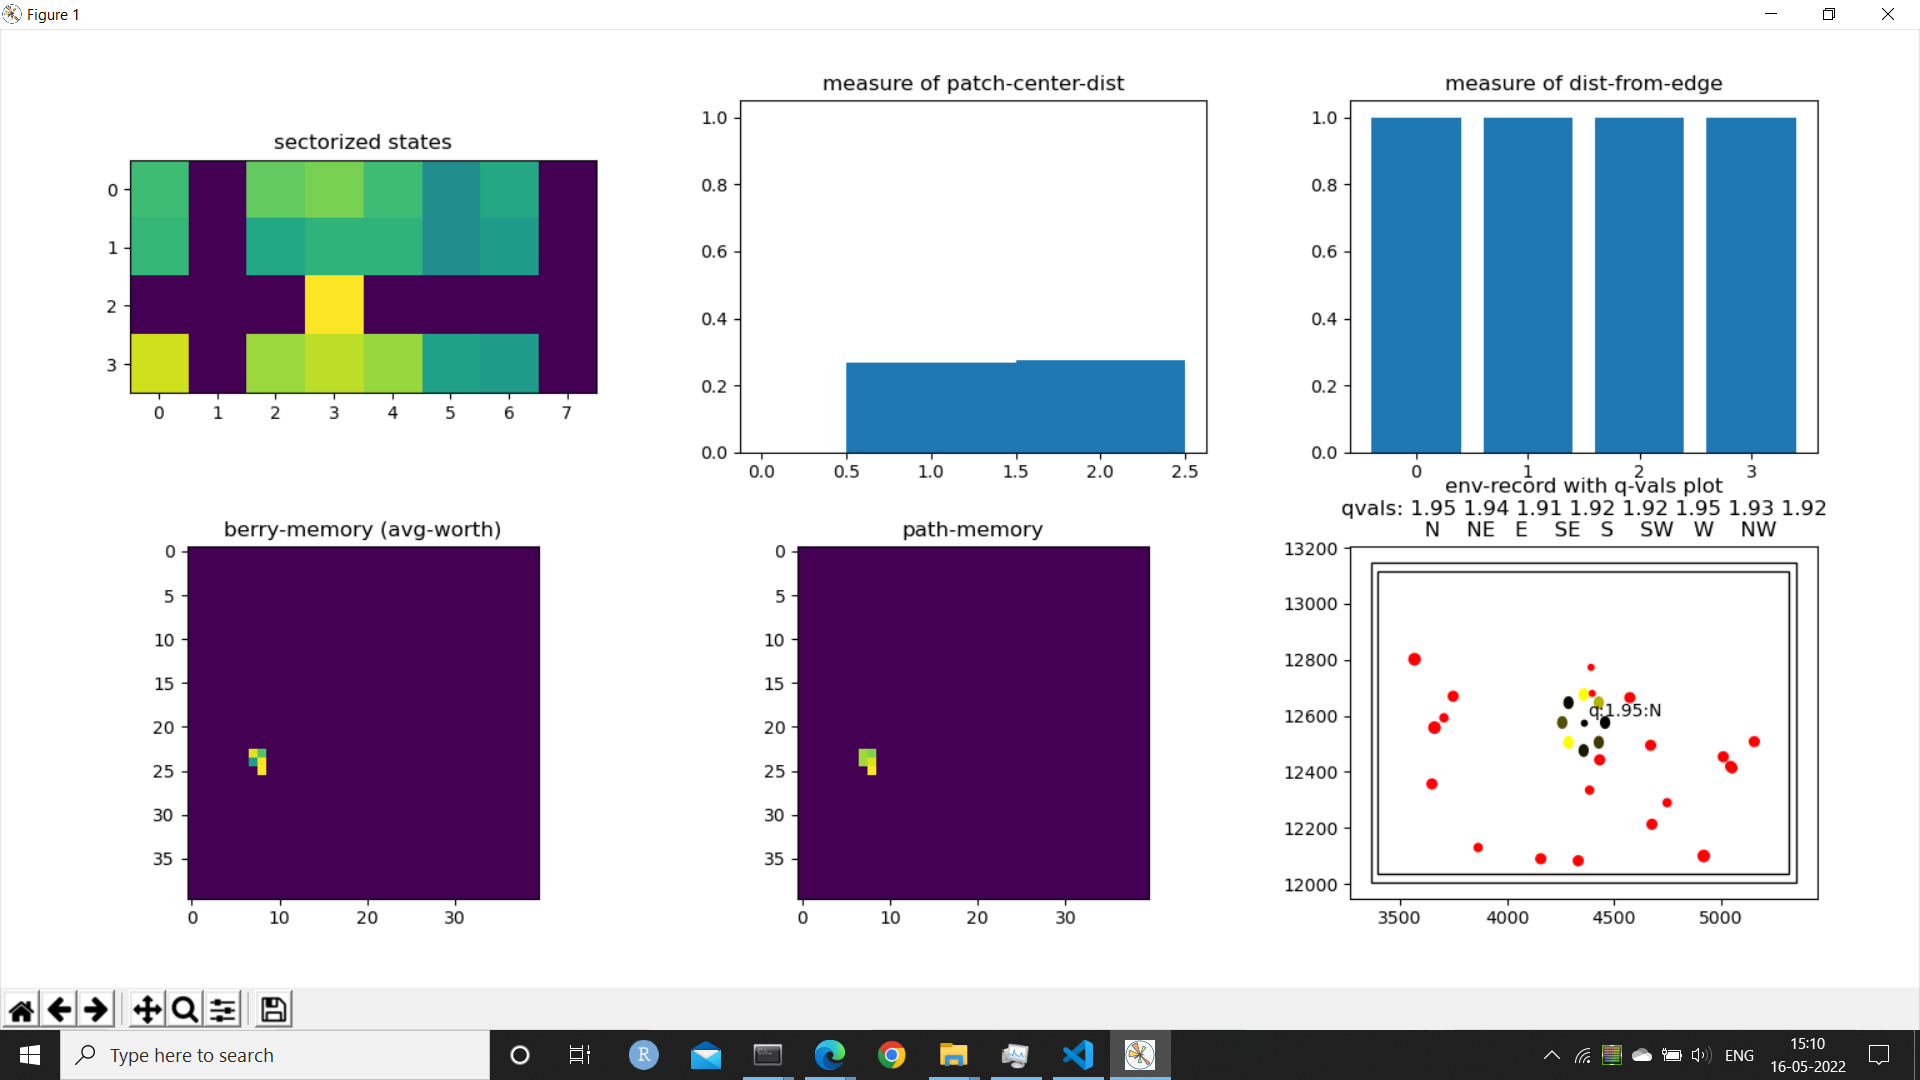 Figure 1
sectorized states
0
1
2
3
0 1 2 3 4 5 6 7
measure of patch-center-dist
1.0
0.8
0.6
0.4
0.2
0.0
0.0 0.5 1.0 1.5 2.0 2.5
measure of dist-from-edge
1.0
0.8
0.6
0.4
0.2
0.0
0 1 2 3
berry-memory (avg-worth)
0
5
10
15
20
25
30
35
0 10 20 30
path-memory
0
5
10
15
20
25
30
35
0 10 20 30
env-record with q-vals plot
qvals: 1.95 1.94 1.91 1.92 1.92 1.95 1.93 1.92
N NE E SE S SW W NW
13200
13000
12800
12600
12400
12200
12000
q:1.95:N
3500 4000 4500 5000
Type here to search
R
ENG
15:10
16-05-2022